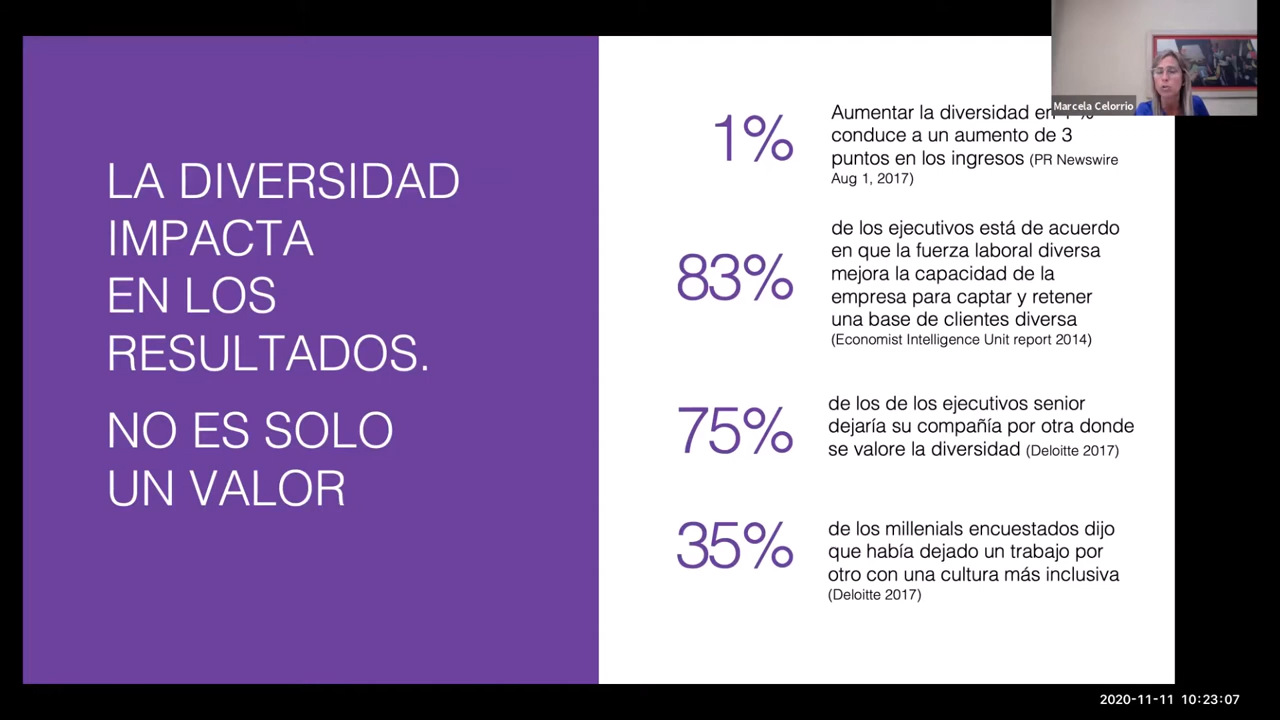 LA DIVERSIDAD
IMPACTA
EN LOS
RESULTADOS.
NO ES SOLO
UN VALOR
1%
Aumentar la diversidad en 1 %
conduce a un aumento de 3
puntos en los ingresos (PR Newswire
Aug 1, 2017)
83%
de los ejecutivos está de acuerdo
en que la fuerza laboral diversa
mejora la capacidad de la
empresa para captar y retener
una base de clientes diversa
(Economist Intelligence Unit report 2014)
75%
de los de los ejecutivos senior
dejaría su compañía por otra donde
se valore la diversidad (Deloitte 2017)
35%
de los millenials encuestados dijo
que había dejado un trabajo por
otro con una cultura más inclusiva
(Deloitte 2017)
Marcela Celorrio
2020-11-11 10:23:07